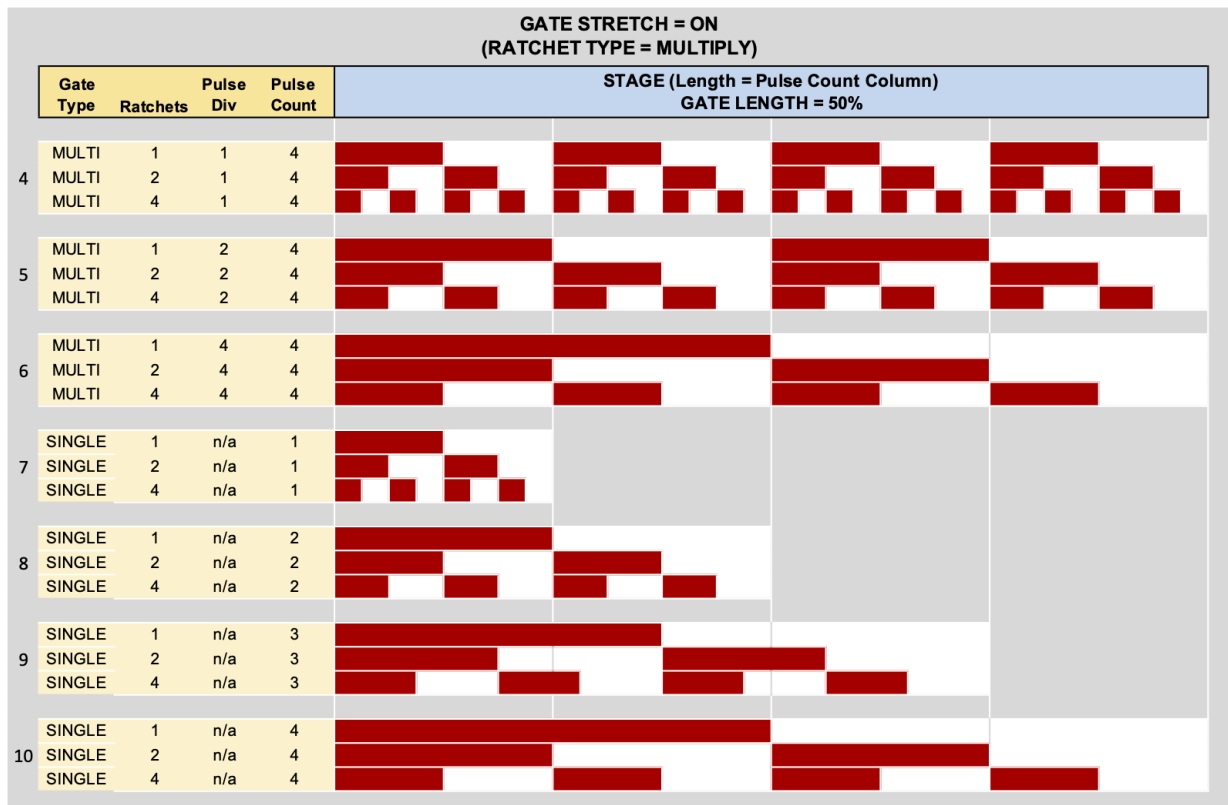 GATE STRETCH = ON
(RATCHET TYPE = MULTIPLY)
Gate Type Ratchets Pulse Div Pulse Count STAGE (Length = Pulse Count Column)
GATE LENGTH = 50%
MULTI 1 1 4
4 MULTI 2 1 4
MULTI 4 1 4
MULTI 1 2 4
5 MULTI 2 2 4
MULTI 4 2 4
MULTI 1 4 4
6 MULTI 2 4 4
MULTI 4 4 4
SINGLE 1 n/a 1
7 SINGLE 2 n/a 1
SINGLE 4 n/a 1
SINGLE 1 n/a 2
8 SINGLE 2 n/a 2
SINGLE 4 n/a 2
SINGLE 1 n/a 3
9 SINGLE 2 n/a 3
SINGLE 4 n/a 3
SINGLE 1 n/a 4
10 SINGLE 2 n/a 4
SINGLE 4 n/a 4